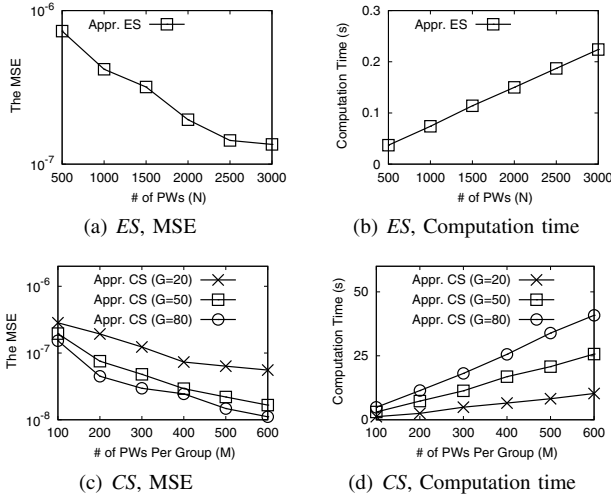 10^-6
Appr. ES
The MSE
10^-7
500 1000 1500 2000 2500 3000
# of PWs (N)
(a) ES, MSE
0.3
Appr. ES
0.2
Computation Time (s)
0.1
0
500 1000 1500 2000 2500 3000
# of PWs (N)
(b) ES, Computation time
10^-6
Appr. CS (G=20)
Appr. CS (G=50)
Appr. CS (G=80)
The MSE
10^-7
10^-8
100 200 300 400 500 600
# of PWs Per Group (M)
(c) CS, MSE
50
Appr. CS (G=20)
Appr. CS (G=50)
Appr. CS (G=80)
Computation Time (s)
25
0
100 200 300 400 500 600
# of PWs Per Group (M)
(d) CS, Computation time